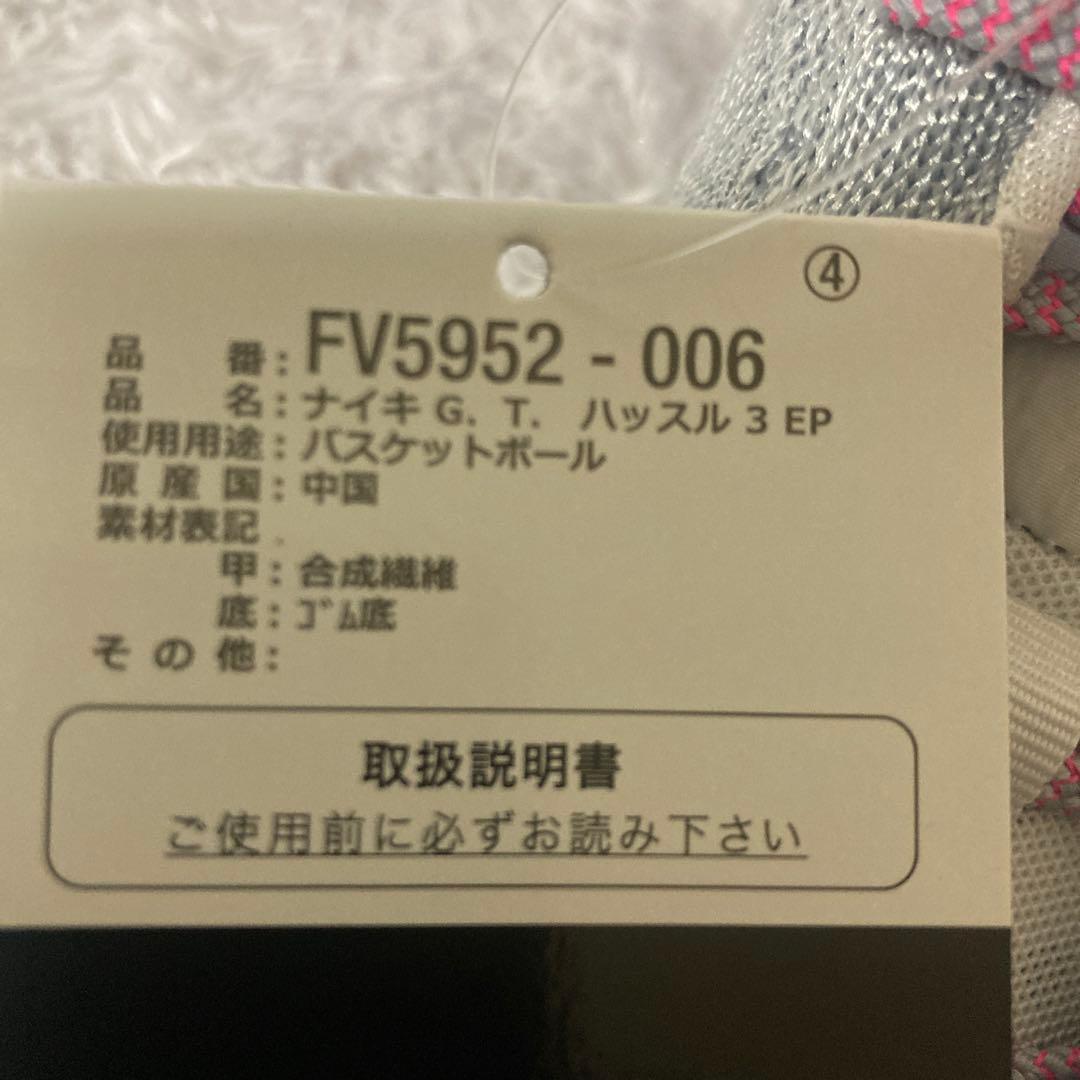 ④
品 番：FV5952 - 006
品 名：ナイキ G．T． ハッスル 3 EP
使用用途：バスケットボール
原 産 国：中国
素材表記
甲：合成繊維
底：ｺﾞﾑ底
そ の 他：
取扱説明書
ご使用前に必ずお読み下さい